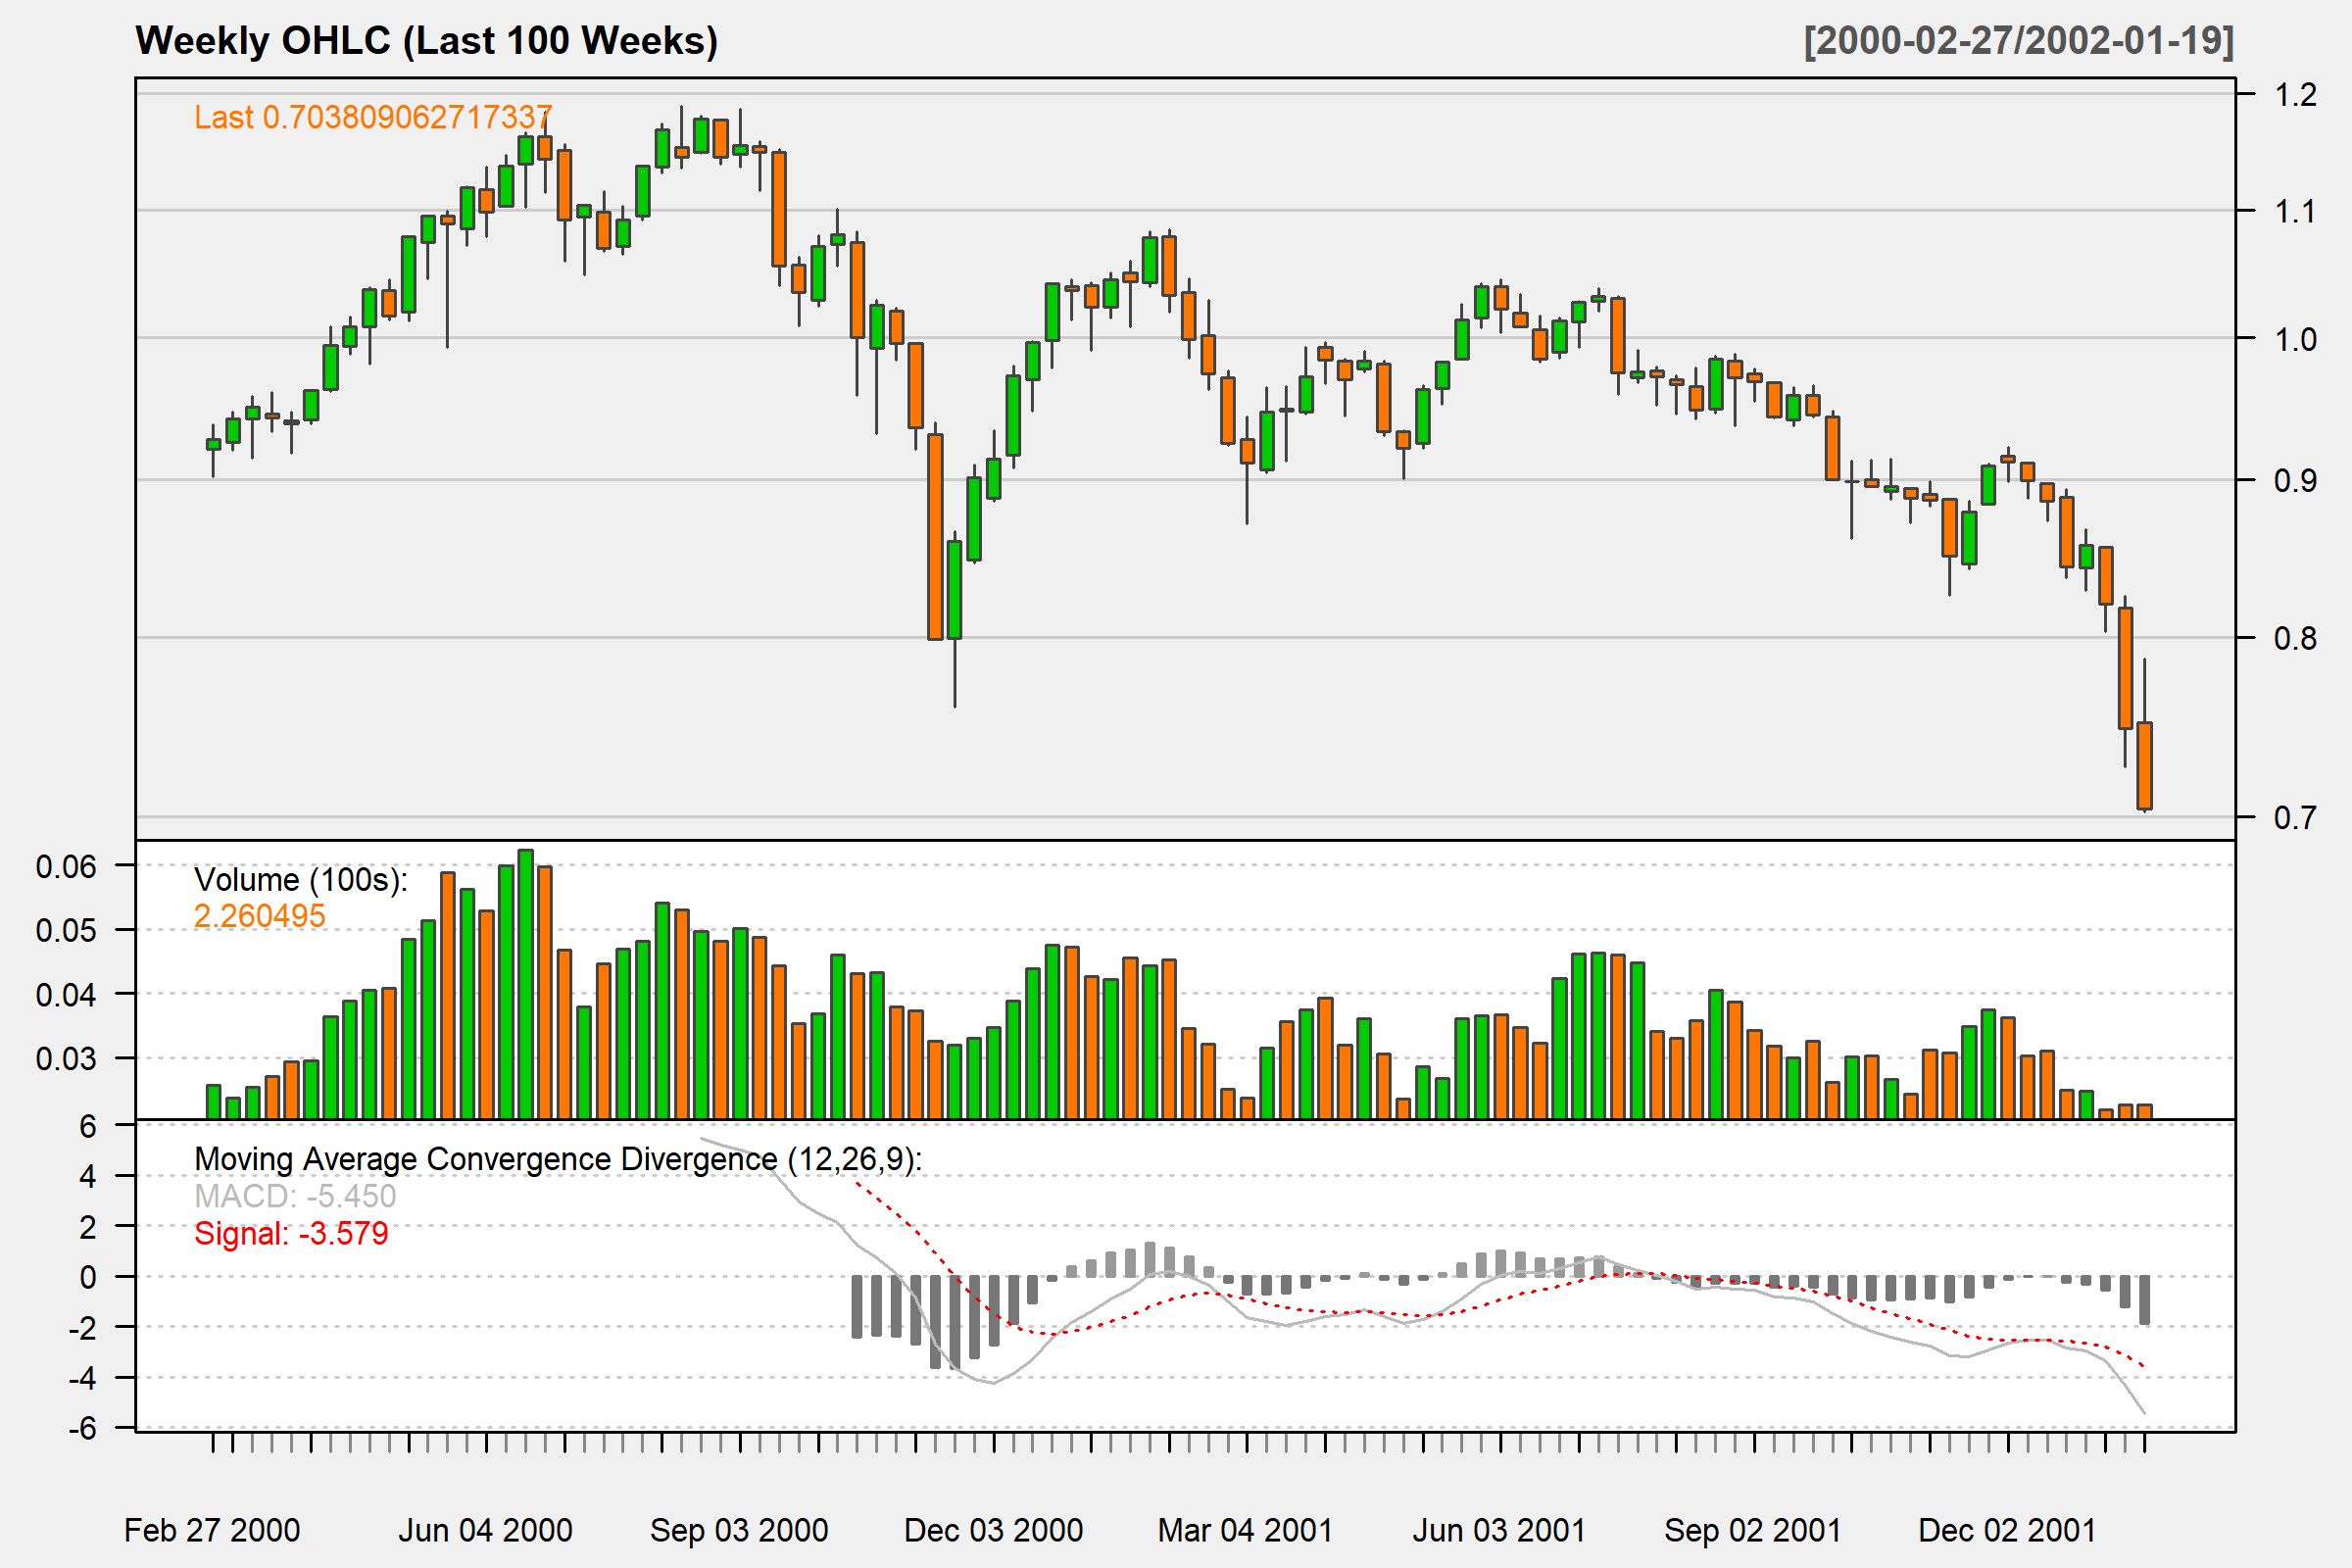 Weekly OHLC (Last 100 Weeks) [2000-02-27/2002-01-19]
Last 0.703809062717337
1.2
1.1
1.0
0.9
0.8
0.7
Volume (100s):
2.260495
0.06
0.05
0.04
0.03
Moving Average Convergence Divergence (12,26,9):
MACD: -5.450
Signal: -3.579
6
4
2
0
-2
-4
-6
Feb 27 2000 Jun 04 2000 Sep 03 2000 Dec 03 2000 Mar 04 2001 Jun 03 2001 Sep 02 2001 Dec 02 2001